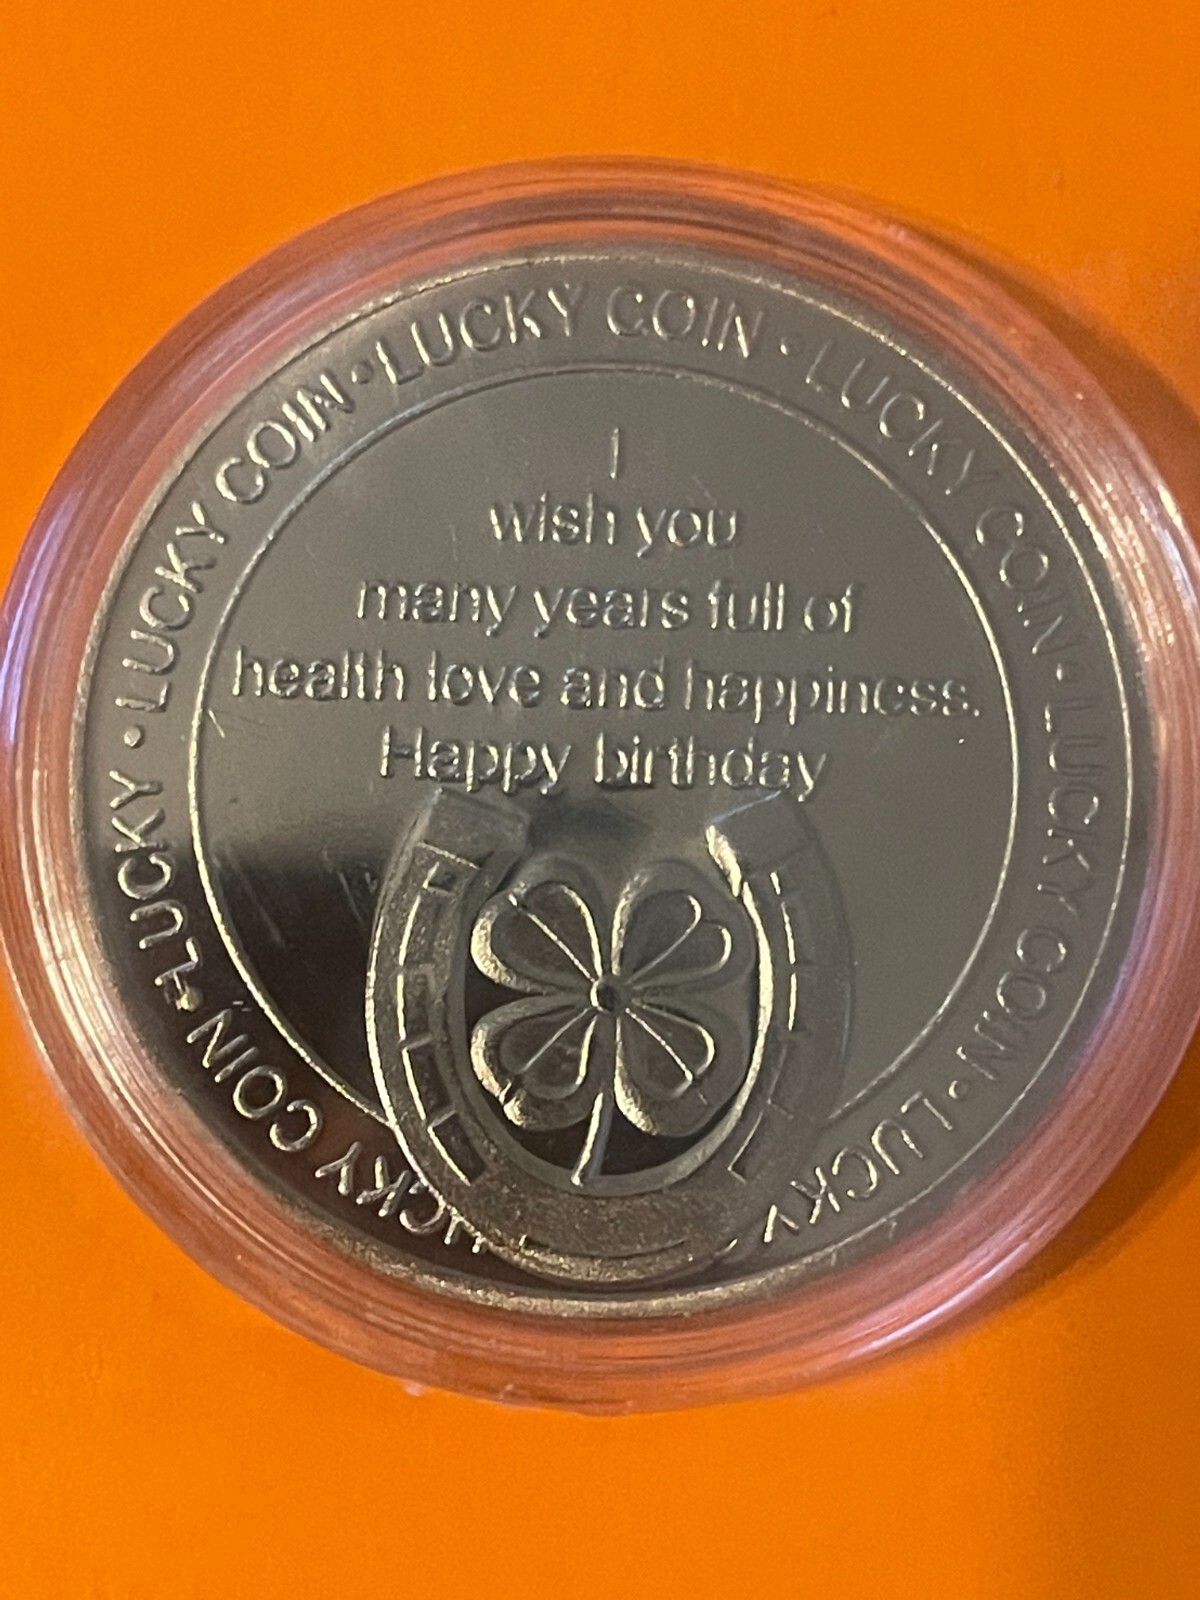 LUCKY COIN • LUCKY COIN • LUCKY COIN • LUCKY COIN • LUCKY
LUCKY COIN • LUCKY •
I
wish you
many years full of
health love and happiness.
Happy birthday